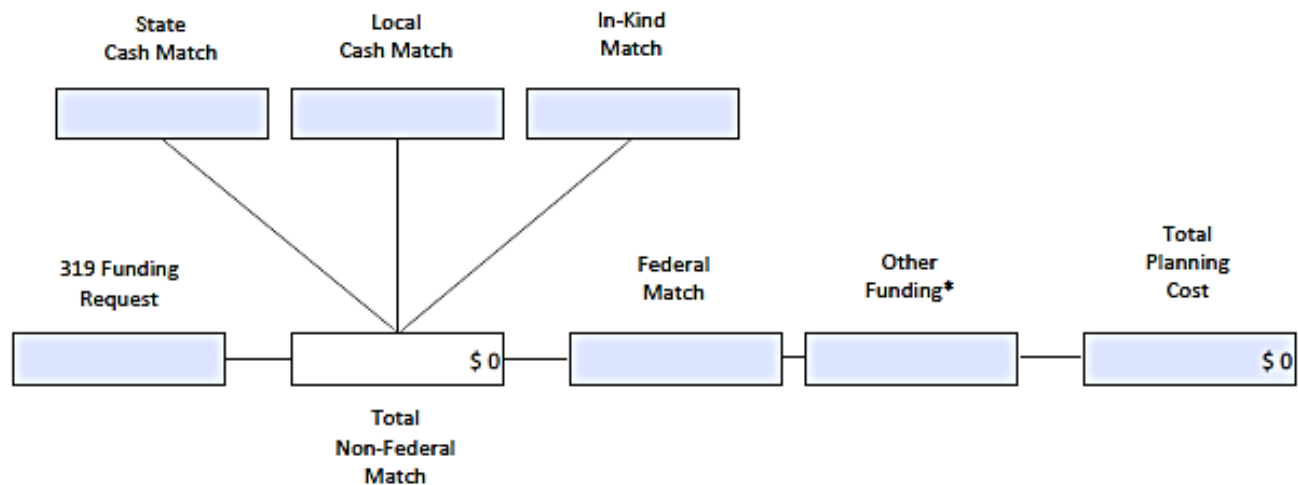 State
Cash Match
Local
Cash Match
In-Kind
Match
319 Funding
Request
Federal
Match
Other
Funding*
Total
Planning
Cost
$ 0
$ 0
Total
Non-Federal
Match